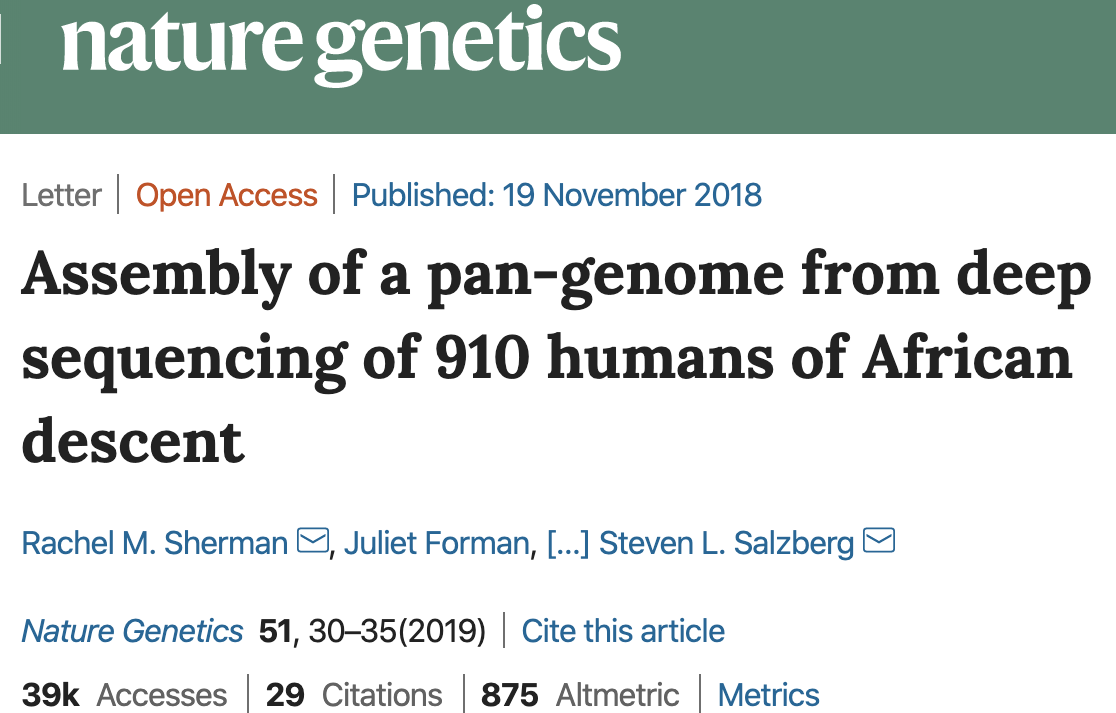 nature genetics
Letter | Open Access | Published: 19 November 2018
Assembly of a pan-genome from deep
sequencing of 910 humans of African
descent
Rachel M. Sherman, Juliet Forman, [...] Steven L. Salzberg
Nature Genetics 51, 30–35(2019) | Cite this article
39k Accesses | 29 Citations | 875 Altmetric | Metrics